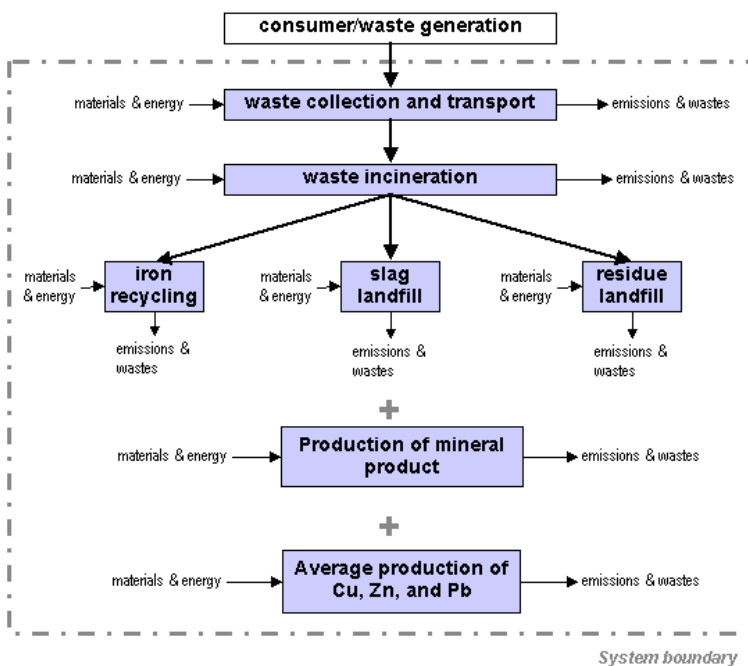 consumer/waste generation
materials & energy
waste collection and transport
emissions & wastes
materials & energy
waste incineration
emissions & wastes
materials
& energy
iron
recycling
materials
& energy
slag
landfill
materials
& energy
residue
landfill
emissions &
wastes
emissions &
wastes
emissions &
wastes
+
materials & energy
Production of mineral
product
emissions & wastes
+
materials & energy
Average production of
Cu, Zn, and Pb
emissions & wastes
System boundary